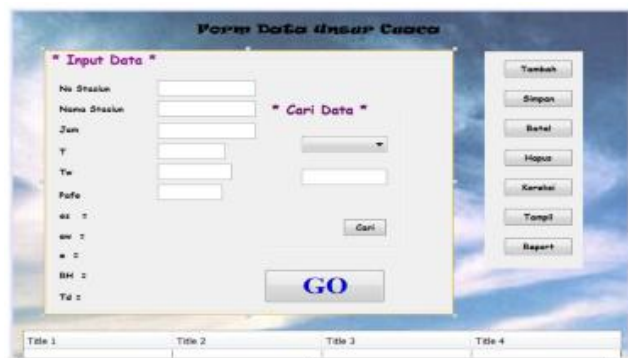 Form Data Unsur Cuaca
* Input Data *
No Stasiun
Nama Stasiun
Jam
T
Tw
* Cari Data *
es :
ew :
e :
RH :
Td :
Cari
GO
Tambah
Simpan
Batal
Hapus
Koreksi
Tampil
Report
Title 1 Title 2 Title 3 Title 4